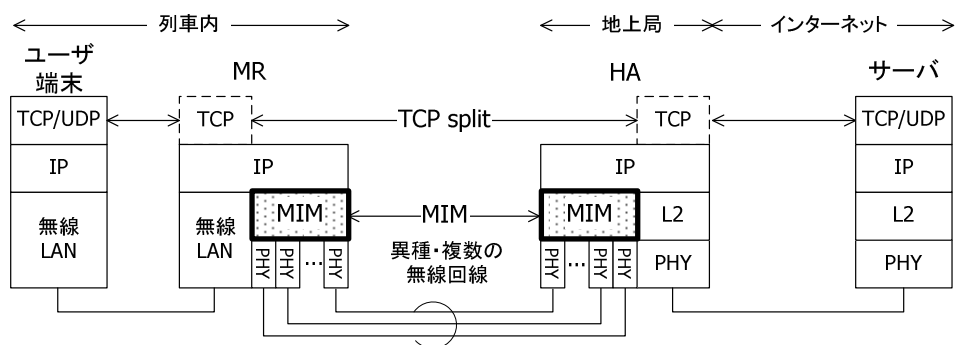 列車内
地上局
インターネット
ユーザ
端末
MR
HA
サーバ
TCP/UDP
TCP
TCP split
TCP
TCP/UDP
IP
IP
IP
IP
無線
LAN
無線
LAN
MIM
MIM
MIM
L2
L2
PHY
PHY
…
PHY
異種・複数の
無線回線
PHY
…
PHY
PHY
PHY
PHY